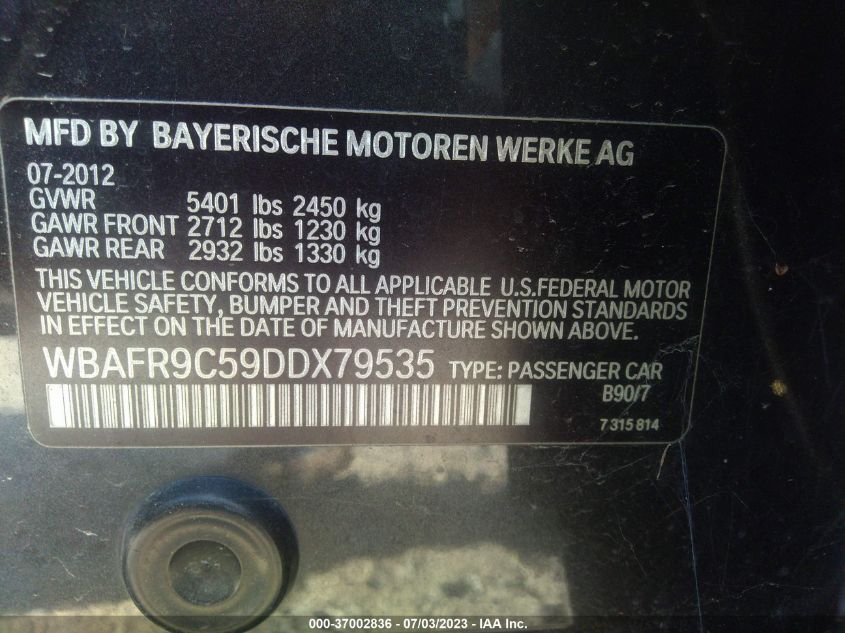 MFD BY BAYERISCHE MOTOREN WERKE AG
07-2012
GVWR 5401 lbs 2450 kg
GAWR FRONT 2712 lbs 1230 kg
GAWR REAR 2932 lbs 1330 kg
THIS VEHICLE CONFORMS TO ALL APPLICABLE U.S.FEDERAL MOTOR
VEHICLE SAFETY, BUMPER AND THEFT PREVENTION STANDARDS
IN EFFECT ON THE DATE OF MANUFACTURE SHOWN ABOVE.
WBAFR9C59DDX79535 TYPE: PASSENGER CAR
B90/7
7 315 814
000-37002836 - 07/03/2023 - IAA Inc.